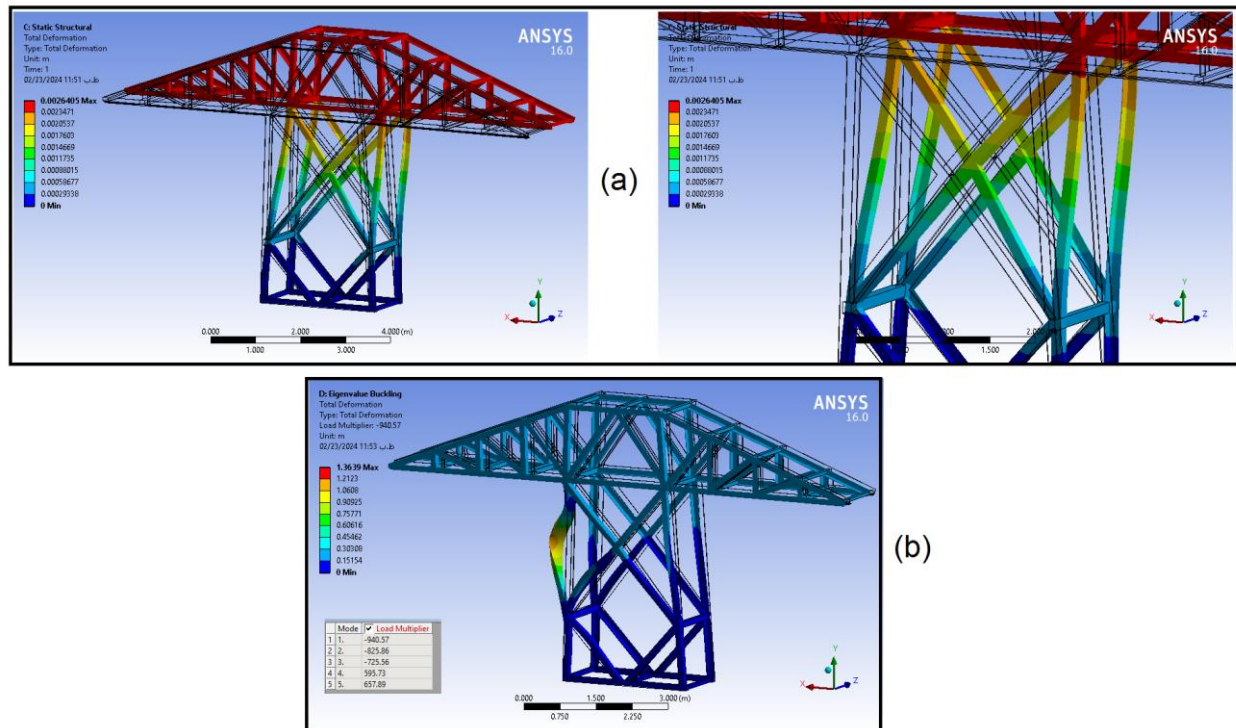 C: Static Structural
Total Deformation
Type: Total Deformation
Unit: m
Time: 1
02/23/2024 11:51 ظ.ب
0.0026405 Max
0.0023471
0.0020537
0.0017603
0.0014669
0.0011735
0.00088015
0.00058677
0.00029338
0 Min
ANSYS
16.0
0.000
2.000
4.000 (m)
1.000
3.000
X
Y
Z
(a)
Static Structural
Total Deformation
Type: Total Deformation
Unit: m
Time: 1
02/23/2024 11:51 ظ.ب
0.0026405 Max
0.0023471
0.0020537
0.0017603
0.0014669
0.0011735
0.00088015
0.00058677
0.00029338
0 Min
ANSYS
16.0
2.00
1.500
X
Y
Z
D: Eigenvalue Buckling
Total Deformation
Type: Total Deformation
Load Multiplier: -940.57
Unit: m
02/23/2024 11:53 ظ.ب
1.3639 Max
1.2123
1.0608
0.90925
0.75771
0.60616
0.45462
0.30308
0.15154
0 Min
ANSYS
16.0
Mode Load Multiplier
1 1. -940.57
2 2. -825.86
3 3. -725.56
4 4. 595.73
5 5. 657.89
0.000
1.500
3.000 (m)
0.750
2.250
X
Y
Z
(b)